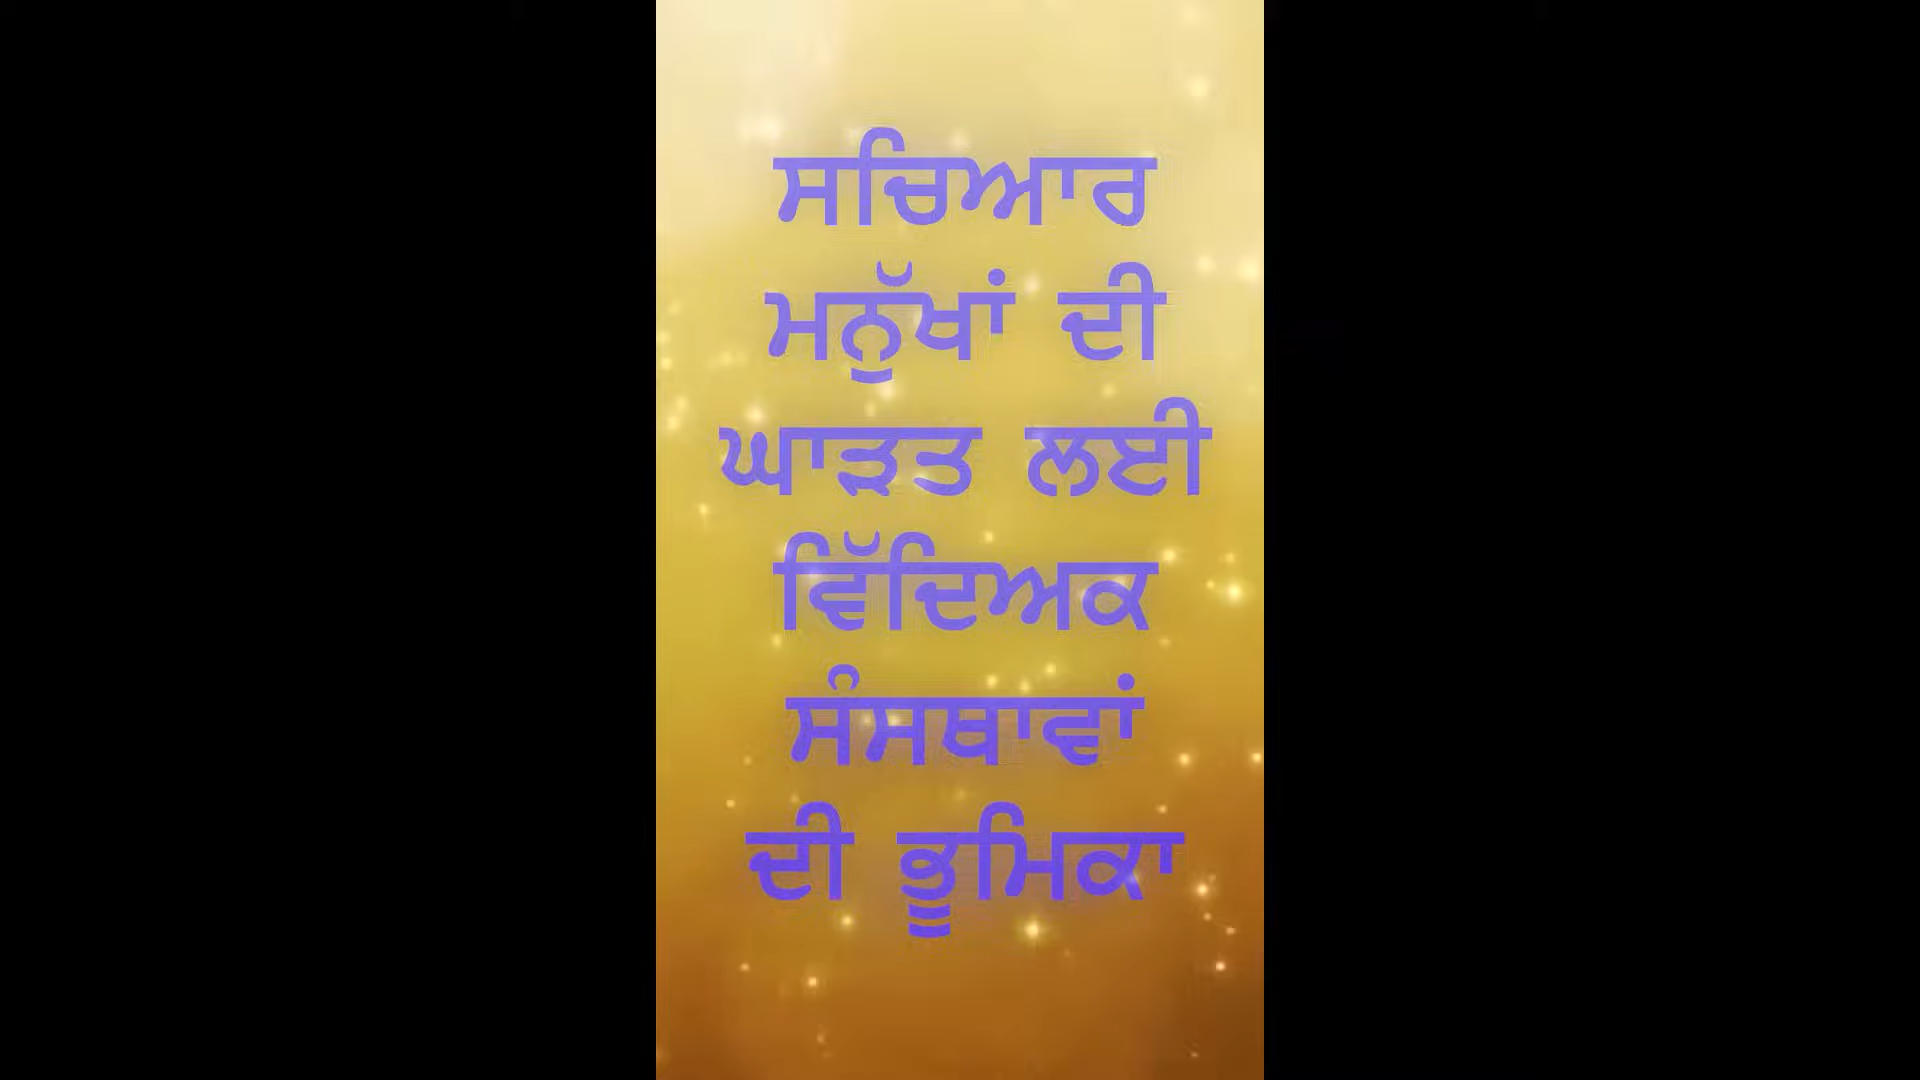 ਸਚਿਆਰ
ਮਨੁੱਖਾਂ ਦੀ
ਘਾੜਤ ਲਈ
ਵਿੱਦਿਅਕ
ਸੰਸਥਾਵਾਂ
ਦੀ ਭੂਮਿਕਾ